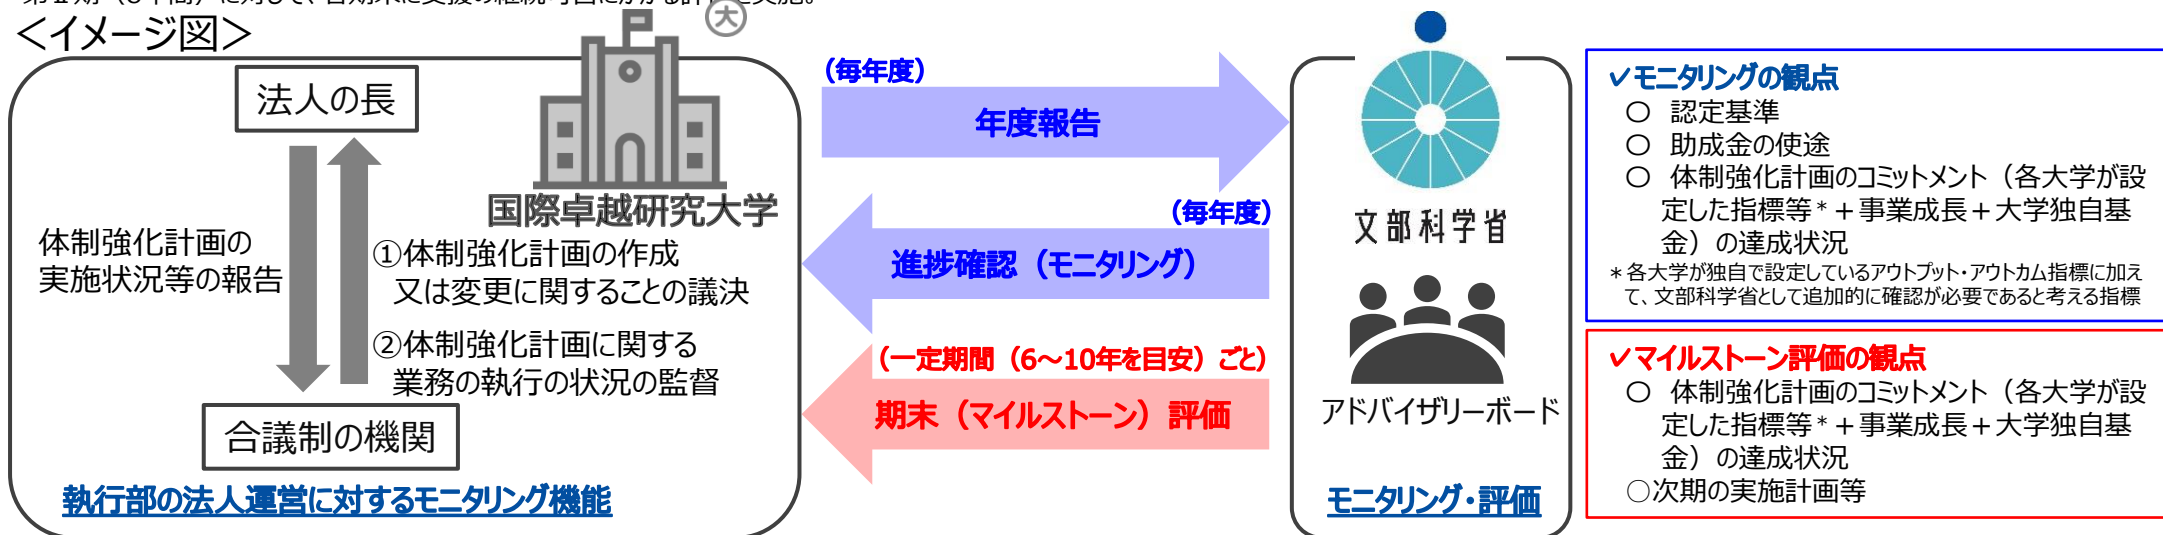 ＜イメージ図＞
大
法人の長
国際卓越研究大学
体制強化計画の
実施状況等の報告
①体制強化計画の作成
又は変更に関することの議決
②体制強化計画に関する
業務の執行の状況の監督
合議制の機関
執行部の法人運営に対するモニタリング機能
（毎年度）
年度報告
（毎年度）
進捗確認（モニタリング）
（一定期間（6～10年を目安）ごと）
期末（マイルストーン）評価
文部科学省
アドバイザリーボード
モニタリング・評価
✓モニタリングの観点
〇 認定基準
〇 助成金の使途
〇 体制強化計画のコミットメント（各大学が設
定した指標等*＋事業成長＋大学独自基
金）の達成状況
*各大学が独自で設定しているアウトプット・アウトカム指標に加え
て、文部科学省として追加的に確認が必要であると考える指標
✓マイルストーン評価の観点
〇 体制強化計画のコミットメント（各大学が設
定した指標等*＋事業成長＋大学独自基
金）の達成状況
○次期の実施計画等